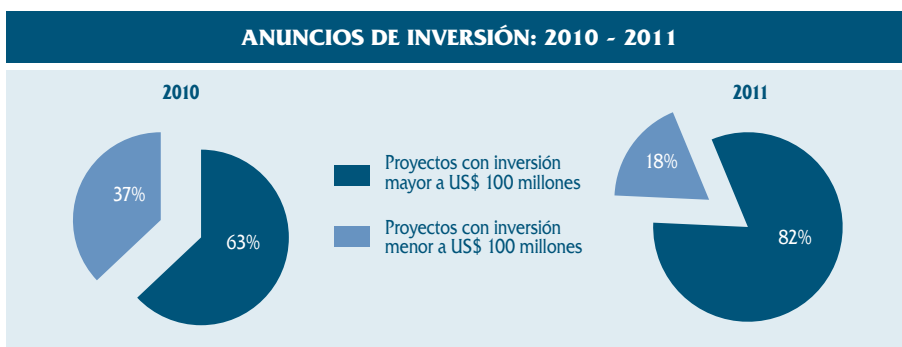 ANUNCIOS DE INVERSIÓN: 2010 - 2011
2010
2011
37%
63%
Proyectos con inversión
mayor a US$ 100 millones
Proyectos con inversión
menor a US$ 100 millones
18%
82%